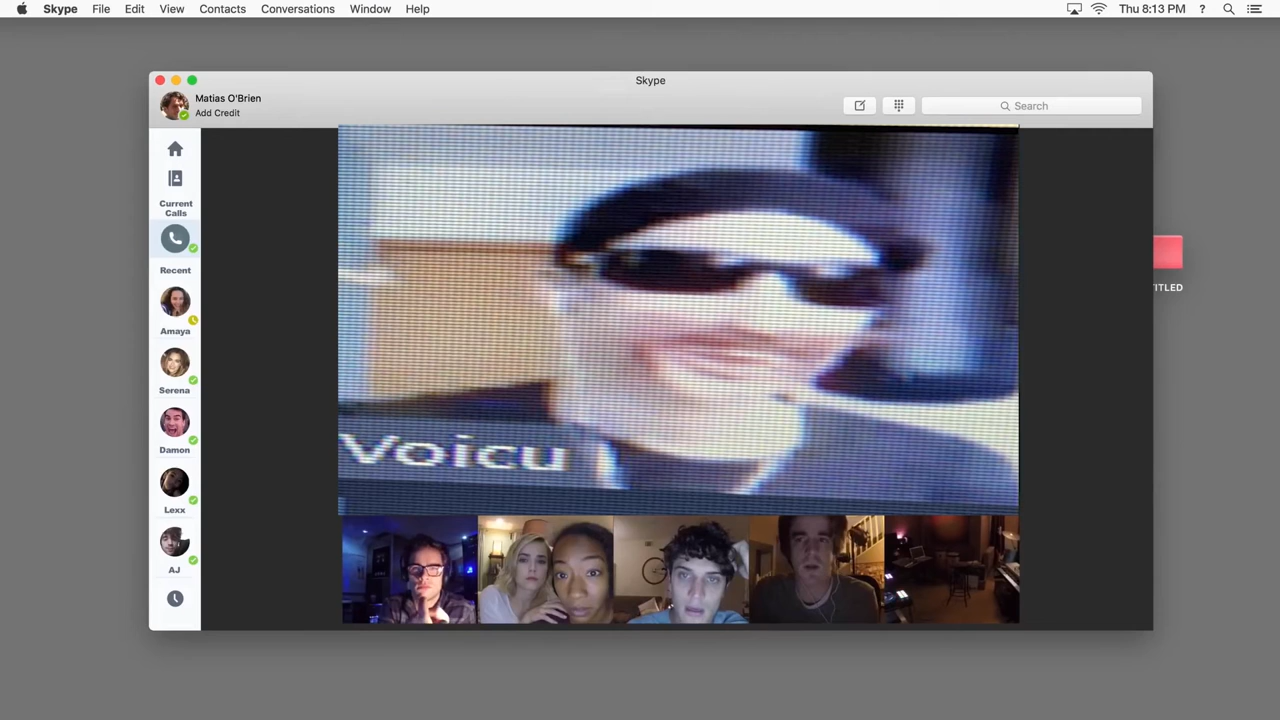 Skype File Edit View Contacts Conversations Window Help Thu 8:13 PM ?
Skype
Matias O'Brien
Add Credit
Search
Current
Calls
Recent
Amaya
Serena
Damon
Lexx
AJ
TITLED
Voicu